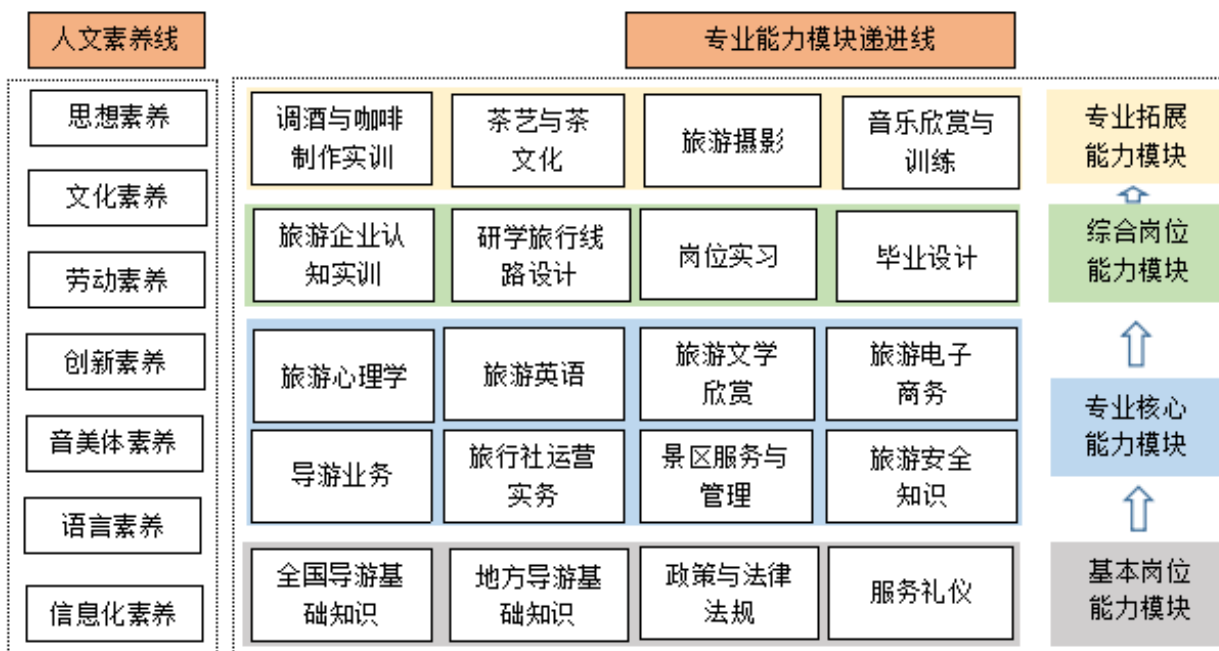 人文素养线
专业能力模块递进线
思想素养
文化素养
劳动素养
创新素养
音美体素养
语言素养
信息化素养
调酒与咖啡
制作实训
茶艺与茶
文化
旅游摄影
音乐欣赏与
训练
专业拓展
能力模块
旅游企业认
知实训
研学旅行线
路设计
岗位实习
毕业设计
综合岗位
能力模块
旅游心理学
旅游英语
旅游文学
欣赏
旅游电子
商务
导游业务
旅行社运营
实务
景区服务与
管理
旅游安全
知识
专业核心
能力模块
全国导游基
础知识
地方导游基
础知识
政策与法律
法规
服务礼仪
基本岗位
能力模块